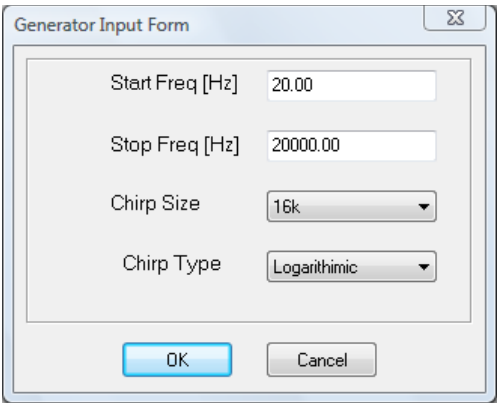 Generator Input Form
Start Freq [Hz] 20.00
Stop Freq [Hz] 20000.00
Chirp Size 16k
Chirp Type Logarithimic
OK Cancel